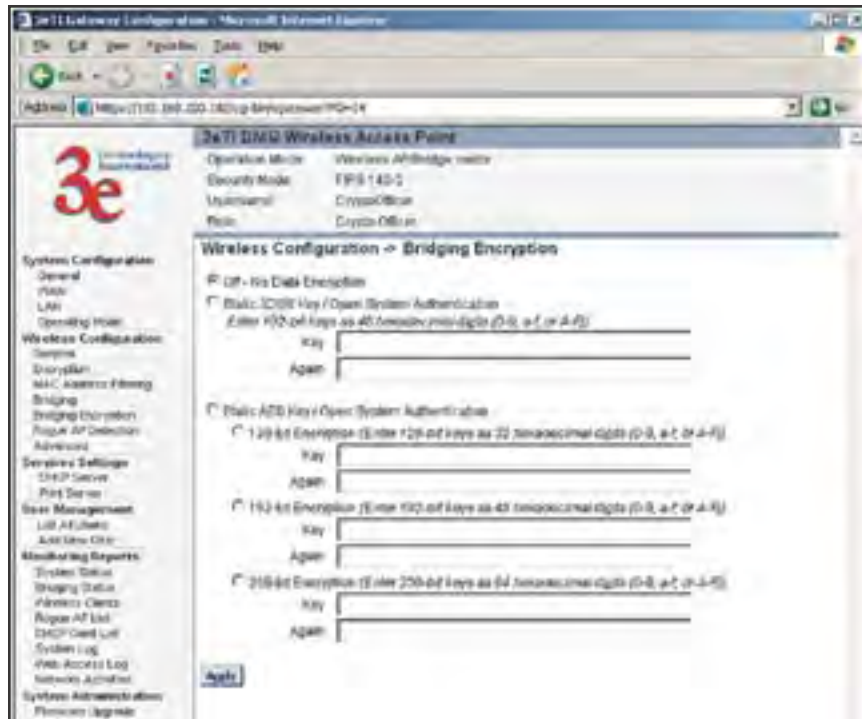 3eTI Gateway Configuration - Microsoft Internet Explorer
File Edit View Favorites Tools Help
Back
Address
3e Technologies International
3eTI DMG Wireless Access Point
Operation Mode: Wireless AP/Bridge mode
Security Mode: FIPS 140-2
Username: CryptoOfficer
Role: Crypto Officer
System Configuration
General
WAN
LAN
Operating Mode
Wireless Configuration
General
Encryption
MAC Address Filtering
Bridging
Bridging Encryption
Rogue AP Detection
Advanced
Services Settings
DHCP Server
Print Server
User Management
List All Users
Add New User
Monitoring Reports
System Status
Bridging Status
Wireless Clients
Rogue AP List
DHCP Client List
System Log
Web Access Log
Network Activities
System Administration
Firmware Upgrade
Wireless Configuration -> Bridging Encryption
Off - No Data Encryption
Static 3DES Key / Open System Authentication
(Enter 192-bit keys as 48 hexadecimal digits (0-9, a-f, or A-F))
Key
Again
Static AES Key / Open System Authentication
128-bit Encryption (Enter 128-bit keys as 32 hexadecimal digits (0-9, a-f, or A-F))
Key
Again
192-bit Encryption (Enter 192-bit keys as 48 hexadecimal digits (0-9, a-f, or A-F))
Key
Again
256-bit Encryption (Enter 256-bit keys as 64 hexadecimal digits (0-9, a-f, or A-F))
Key
Again
Apply